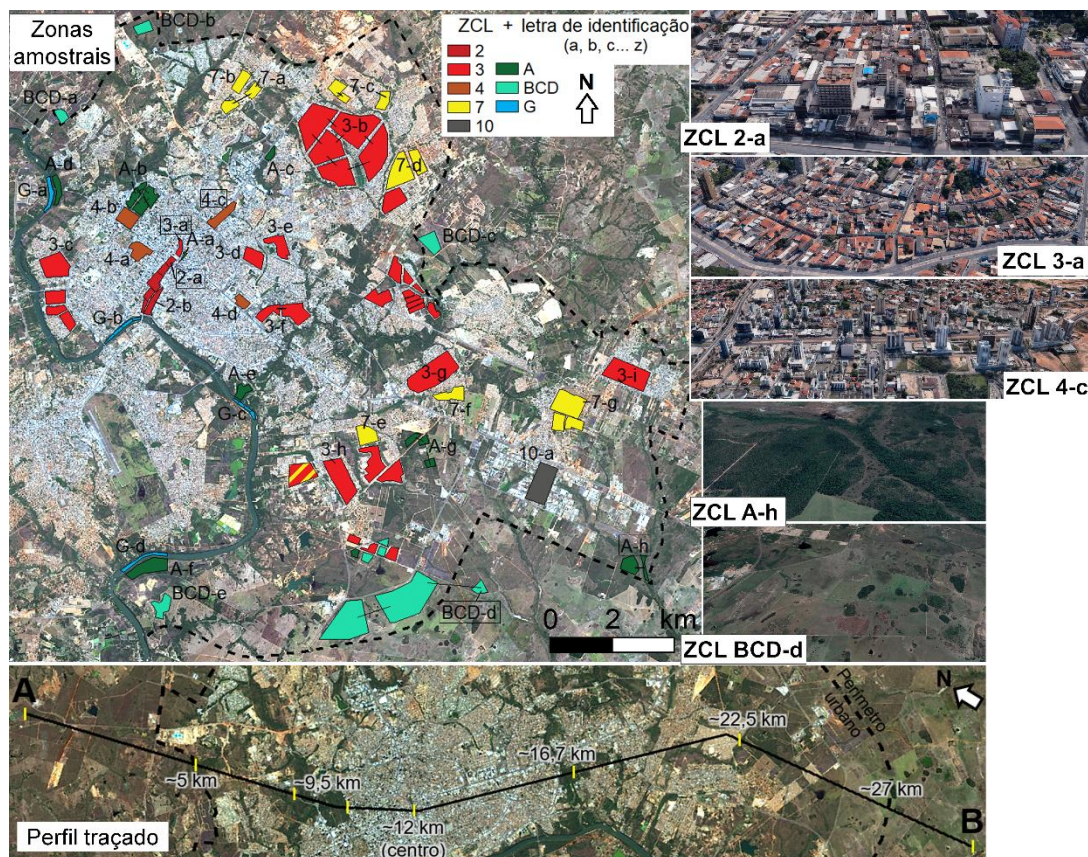 Zonas
amostrais
ZCL + letra de identificação
(a, b, c... z)
2
3
4
7
10
A
BCD
G
N
BCD-b
7-b
7-a
7-c
BCD-a
3-b
A-d
A-b
A-c
7-d
G-a
4-b
4-c
3-a
3-e
BCD-c
3-c
A-a
3-d
4-a
2-a
2-b
4-d
G-b
3-f
3-g
3-i
A-e
7-f
7-g
G-c
7-e
A-g
3-h
10-a
G-d
A-f
A-h
BCD-e
BCD-d
0 2
km
ZCL 2-a
ZCL 3-a
ZCL 4-c
ZCL A-h
ZCL BCD-d
A
~5 km
~9,5 km
~12 km
(centro)
~16,7 km
~22,5 km
Perímetro
urbano
~27 km
B
N
Perfil traçado